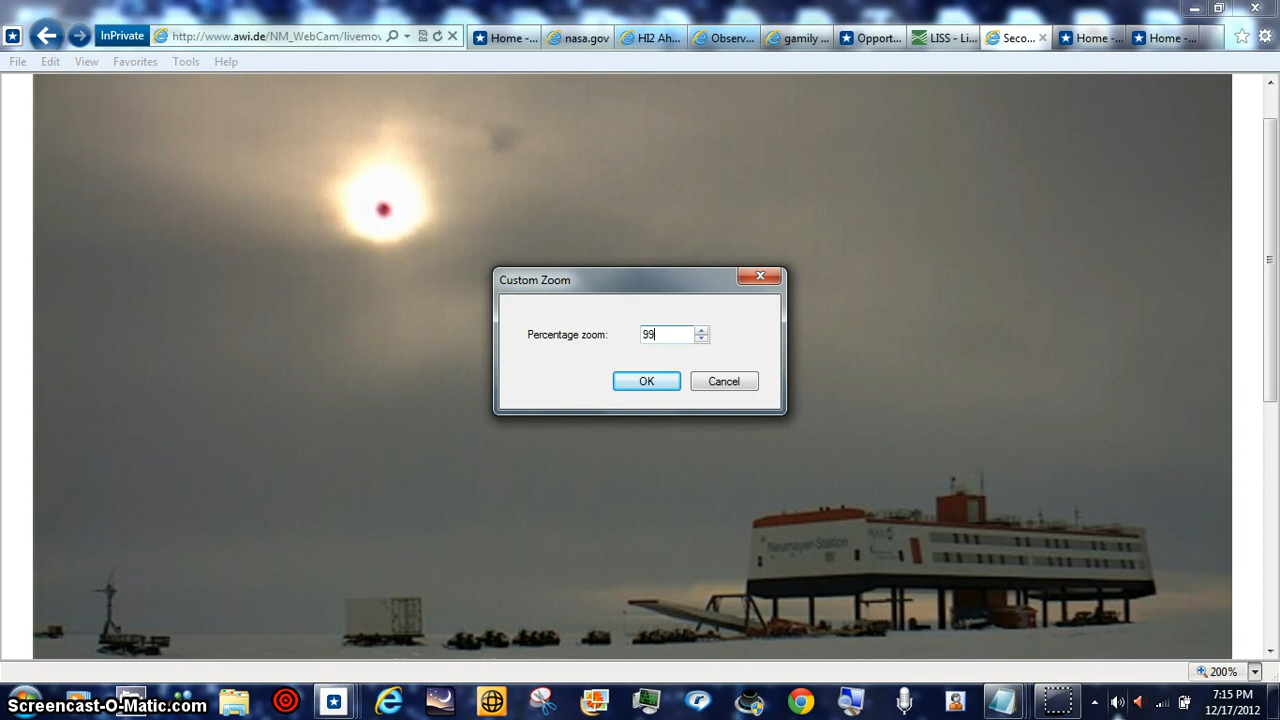 InPrivate
http://www.awi.de/NM_WebCam/livemov
Home -...
nasa.gov
HI2 Ah...
Observ...
gamily ...
Opport...
LISS - Li...
Seco...
Home -...
Home -...
File Edit View Favorites Tools Help
Custom Zoom
Percentage zoom: 99
OK Cancel
Neumayer-Station
III
200%
7:15 PM
12/17/2012
Screencast-O-Matic.com